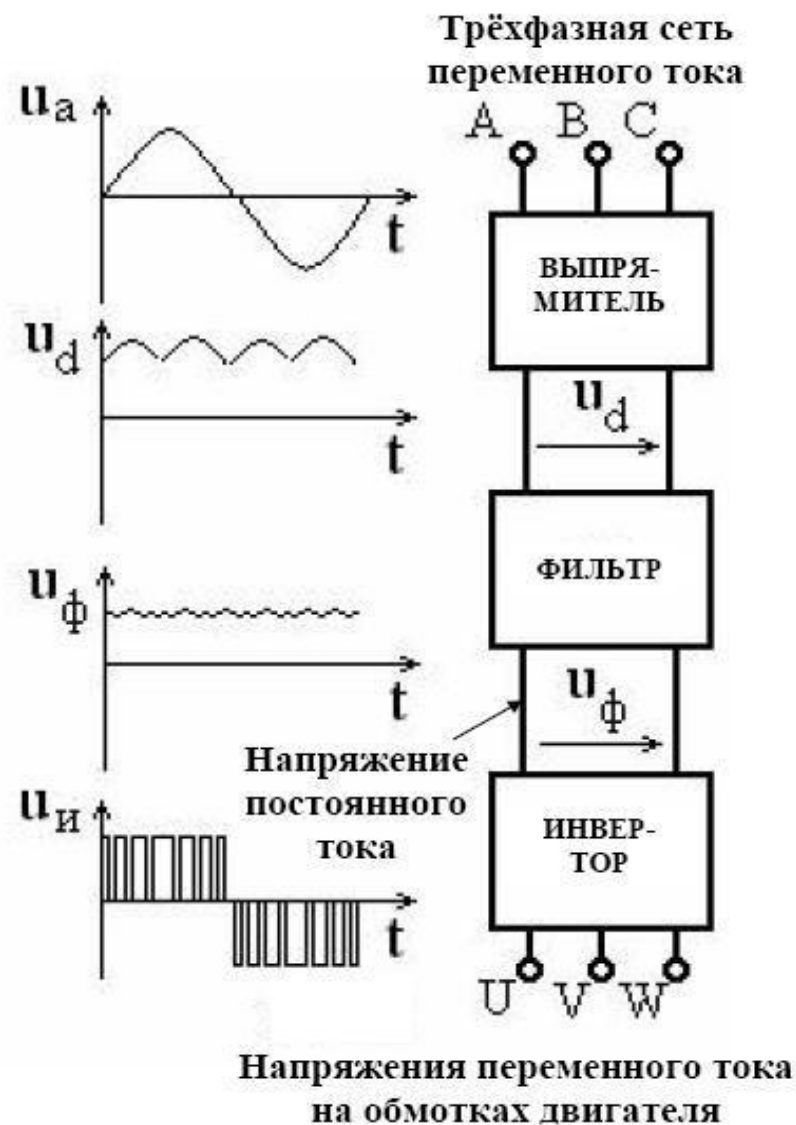 Трёхфазная сеть
переменного тока
A B C
u a
t
ВЫПРЯ-
МИТЕЛЬ
u d
t
u d
ФИЛЬТР
u ф
t
u ф
Напряжение
постоянного
тока
u и
t
ИНВЕР-
ТОР
U V W
Напряжения переменного тока
на обмотках двигателя